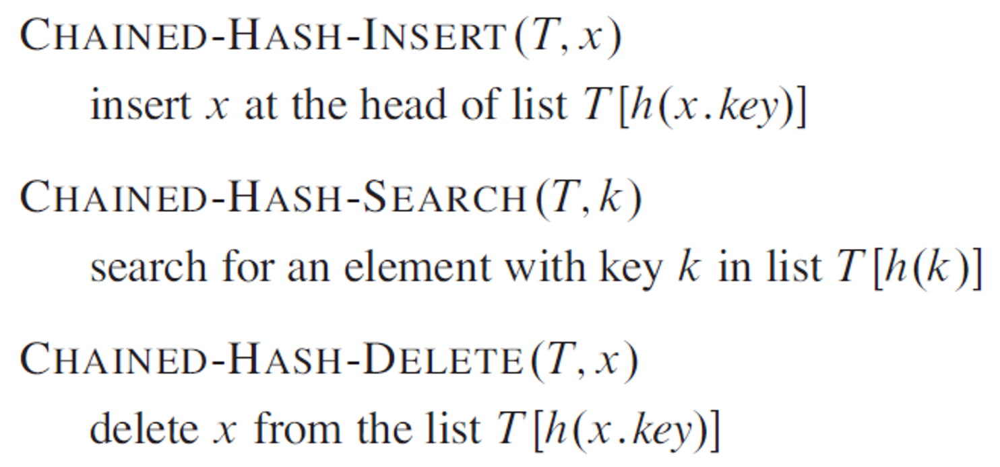 CHAINED-HASH-INSERT(T, x)
insert x at the head of list T[h(x.key)]
CHAINED-HASH-SEARCH(T, k)
search for an element with key k in list T[h(k)]
CHAINED-HASH-DELETE(T, x)
delete x from the list T[h(x.key)]